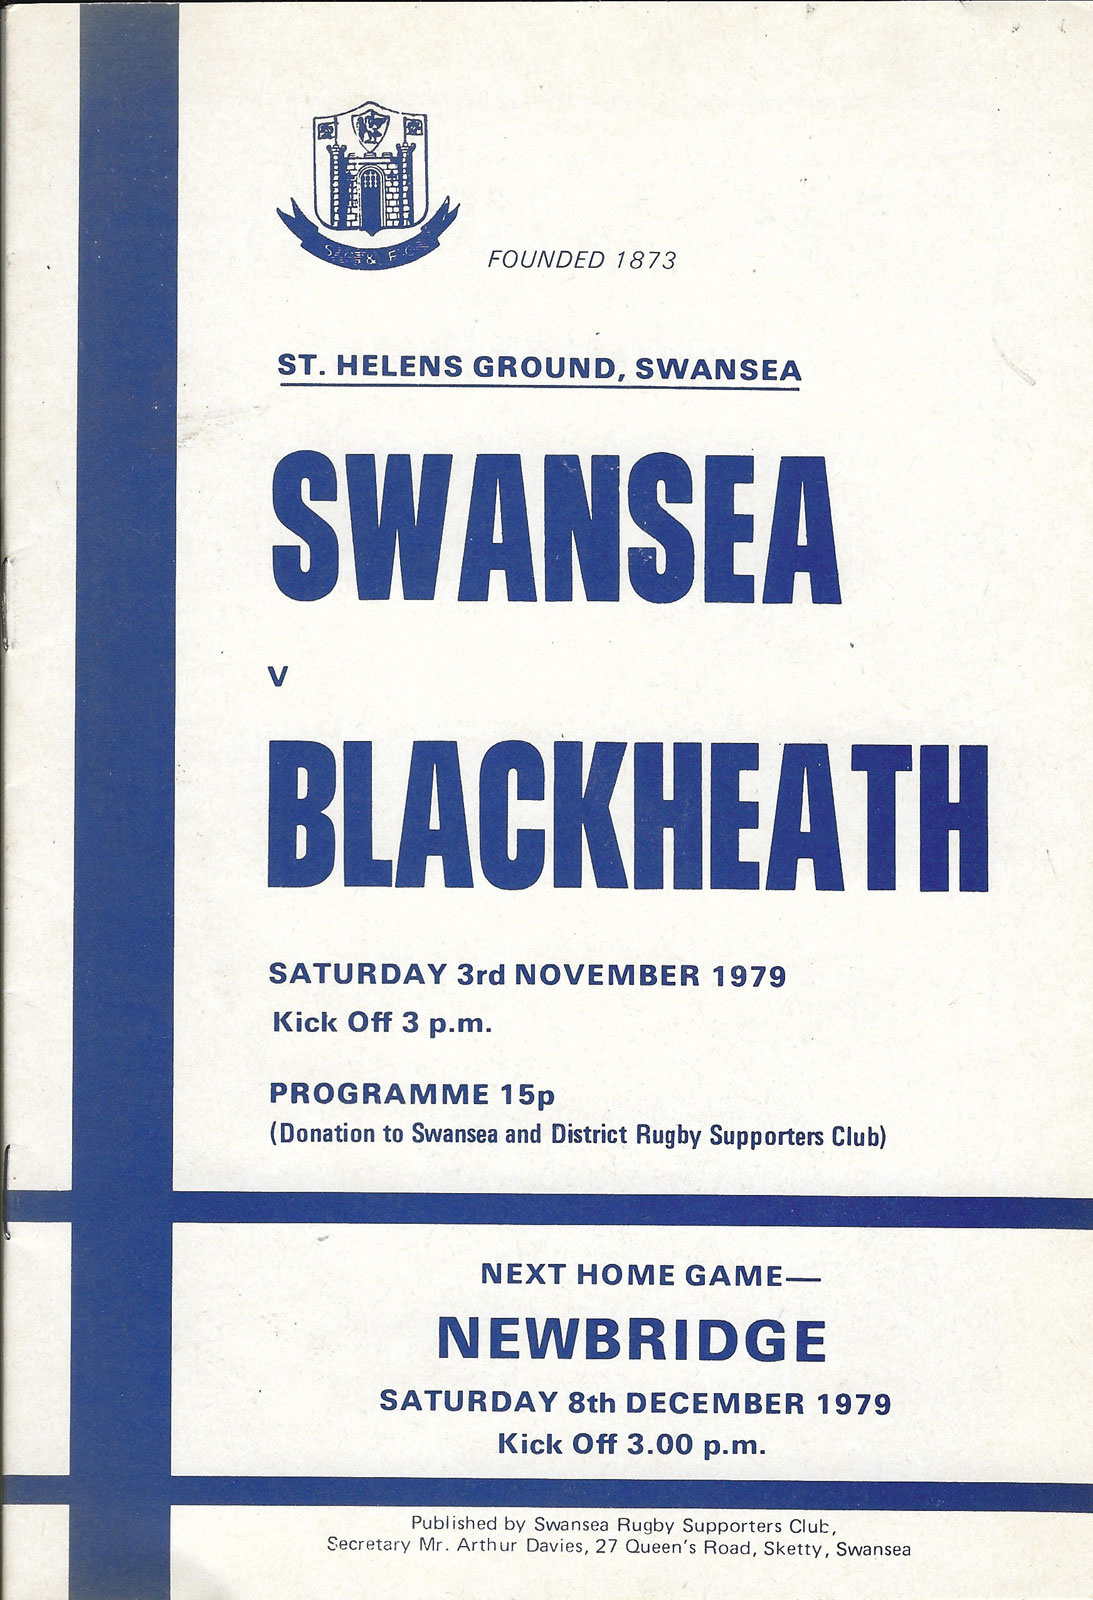 S C & F C
FOUNDED 1873
ST. HELENS GROUND, SWANSEA
SWANSEA
v
BLACKHEATH
SATURDAY 3rd NOVEMBER 1979
Kick Off 3 p.m.
PROGRAMME 15p
(Donation to Swansea and District Rugby Supporters Club)
NEXT HOME GAME—
NEWBRIDGE
SATURDAY 8th DECEMBER 1979
Kick Off 3.00 p.m.
Published by Swansea Rugby Supporters Club,
Secretary Mr. Arthur Davies, 27 Queen's Road, Sketty, Swansea